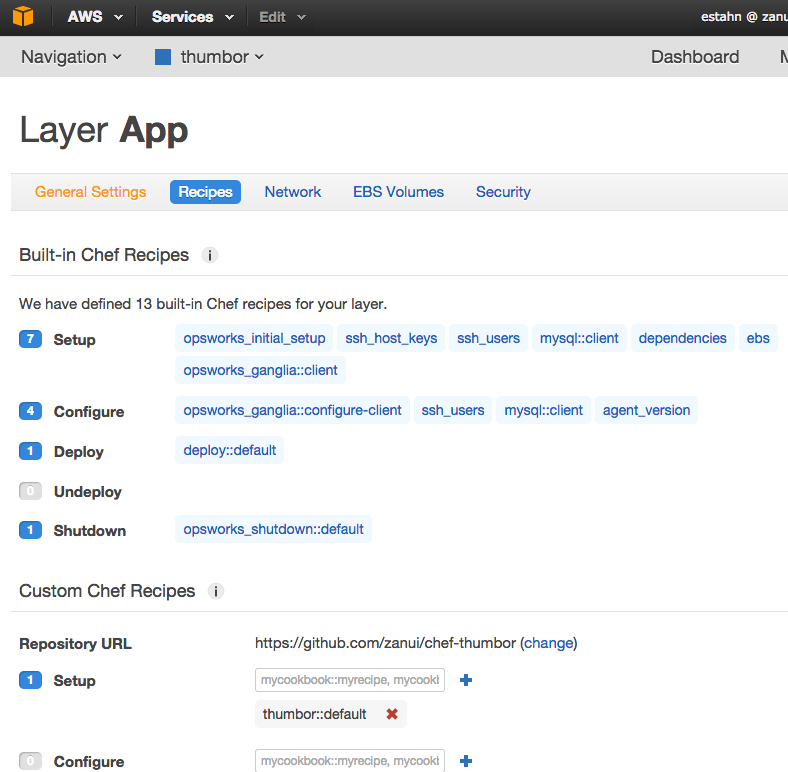 AWS Services Edit estahn @ zanu
Navigation thumbor Dashboard M
Layer App
General Settings Recipes Network EBS Volumes Security
Built-in Chef Recipes i
We have defined 13 built-in Chef recipes for your layer.
7 Setup opsworks_initial_setup ssh_host_keys ssh_users mysql::client dependencies ebs
opsworks_ganglia::client
4 Configure opsworks_ganglia::configure-client ssh_users mysql::client agent_version
1 Deploy deploy::default
0 Undeploy
1 Shutdown opsworks_shutdown::default
Custom Chef Recipes i
Repository URL https://github.com/zanui/chef-thumbor (change)
1 Setup mycookbook::myrecipe, mycookb
thumbor::default
0 Configure mycookbook::myrecipe, mycookb